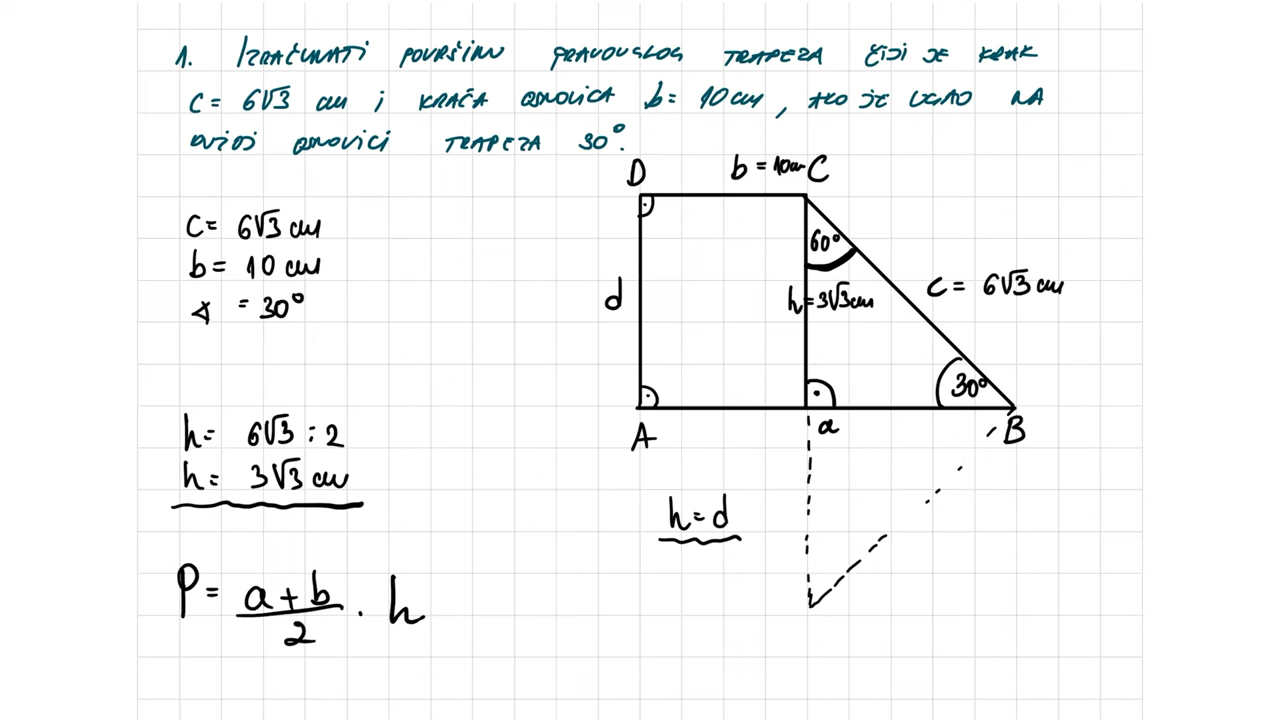 1. IZRAČUNATI POVRŠINU PRAVOUGLOG TRAPEZA ČIJI JE KRAK
c = 6√3 cm i KRAĆA OSNOVICA b = 10 cm, AKO JE UGAO NA
DUŽOJ OSNOVICI TRAPEZA 30°.
D b = 10cm C
c = 6√3 cm
b = 10 cm
∢ = 30°
60°
d h = 3√3 cm c = 6√3 cm
30°
A a B
h = 6√3 : 2
h = 3√3 cm
h = d
P = a + b / 2 · h